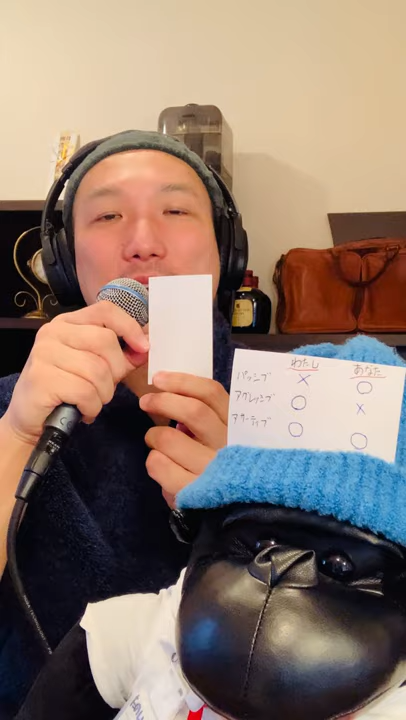 わたし あなた
パッシブ × ○
アグレッシブ ○ ×
アサーティブ ○ ○